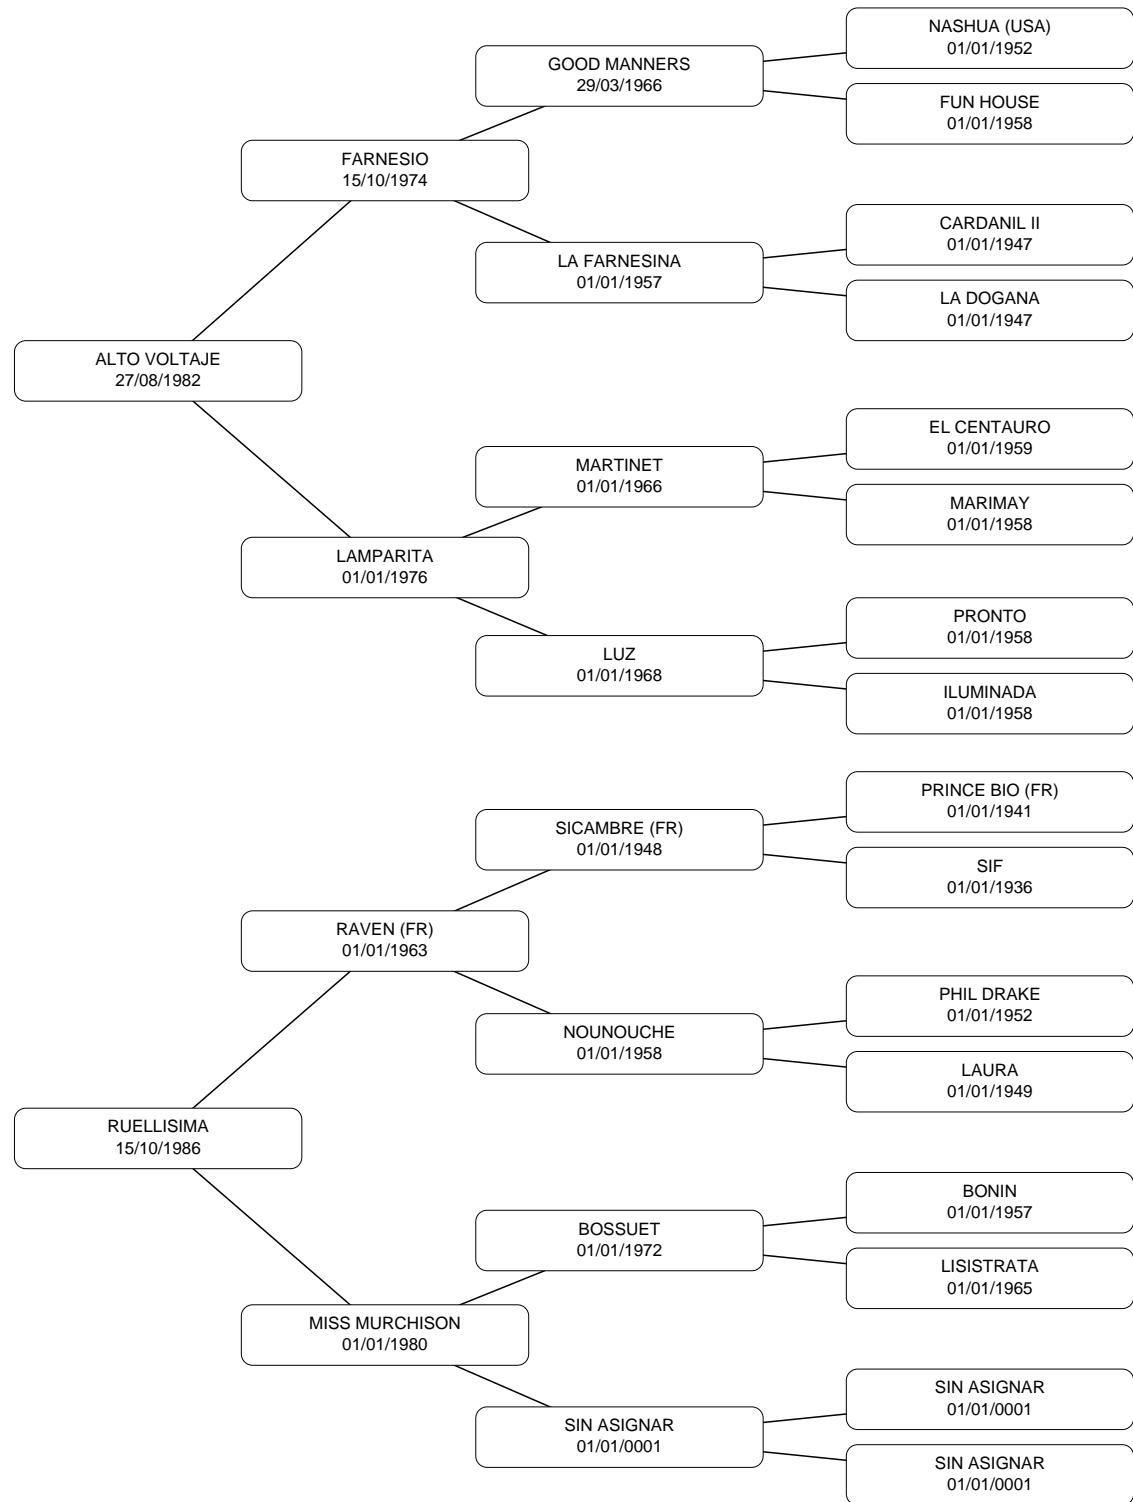 NASHUA (USA)
01/01/1952
GOOD MANNERS
29/03/1966
FUN HOUSE
01/01/1958
FARNESIO
15/10/1974
CARDANIL II
01/01/1947
LA FARNESINA
01/01/1957
LA DOGANA
01/01/1947
ALTO VOLTAJE
27/08/1982
EL CENTAURO
01/01/1959
MARTINET
01/01/1966
MARIMAY
01/01/1958
LAMPARITA
01/01/1976
PRONTO
01/01/1958
LUZ
01/01/1968
ILUMINADA
01/01/1958
PRINCE BIO (FR)
01/01/1941
SICAMBRE (FR)
01/01/1948
SIF
01/01/1936
RAVEN (FR)
01/01/1963
PHIL DRAKE
01/01/1952
NOUNOUCHE
01/01/1958
LAURA
01/01/1949
RUELLISIMA
15/10/1986
BONIN
01/01/1957
BOSSUET
01/01/1972
LISISTRATA
01/01/1965
MISS MURCHISON
01/01/1980
SIN ASIGNAR
01/01/0001
SIN ASIGNAR
01/01/0001
SIN ASIGNAR
01/01/0001